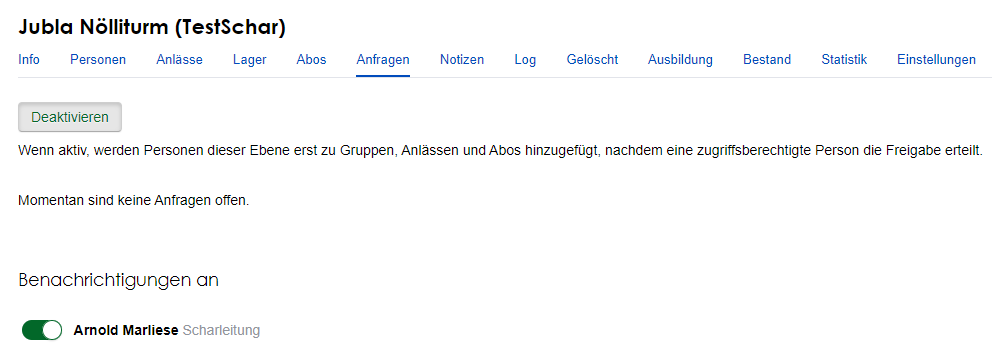 Jubla Nölliturm (TestSchar)
Info Personen Anlässe Lager Abos Anfragen Notizen Log Gelöscht Ausbildung Bestand Statistik Einstellungen
Deaktivieren
Wenn aktiv, werden Personen dieser Ebene erst zu Gruppen, Anlässen und Abos hinzugefügt, nachdem eine zugriffsberechtigte Person die Freigabe erteilt.
Momentan sind keine Anfragen offen.
Benachrichtigungen an
Arnold Marliese Scharleitung